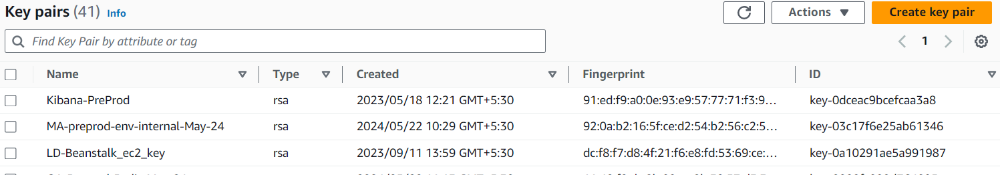 Key pairs (41) Info
Actions
Create key pair
Find Key Pair by attribute or tag
1
Name Type Created Fingerprint ID
Kibana-PreProd rsa 2023/05/18 12:21 GMT+5:30 91:ed:f9:a0:0e:93:e9:57:77:71:f3:9... key-0dceac9bcefcaa3a8
MA-preprod-env-internal-May-24 rsa 2024/05/22 10:29 GMT+5:30 92:0a:b2:16:5f:ce:d2:54:b2:56:c2:5... key-03c17f6e25ab61346
LD-Beanstalk_ec2_key rsa 2023/09/11 13:59 GMT+5:30 dc:f8:f7:d8:4f:21:f6:e8:fd:53:69:ce:... key-0a10291ae5a991987